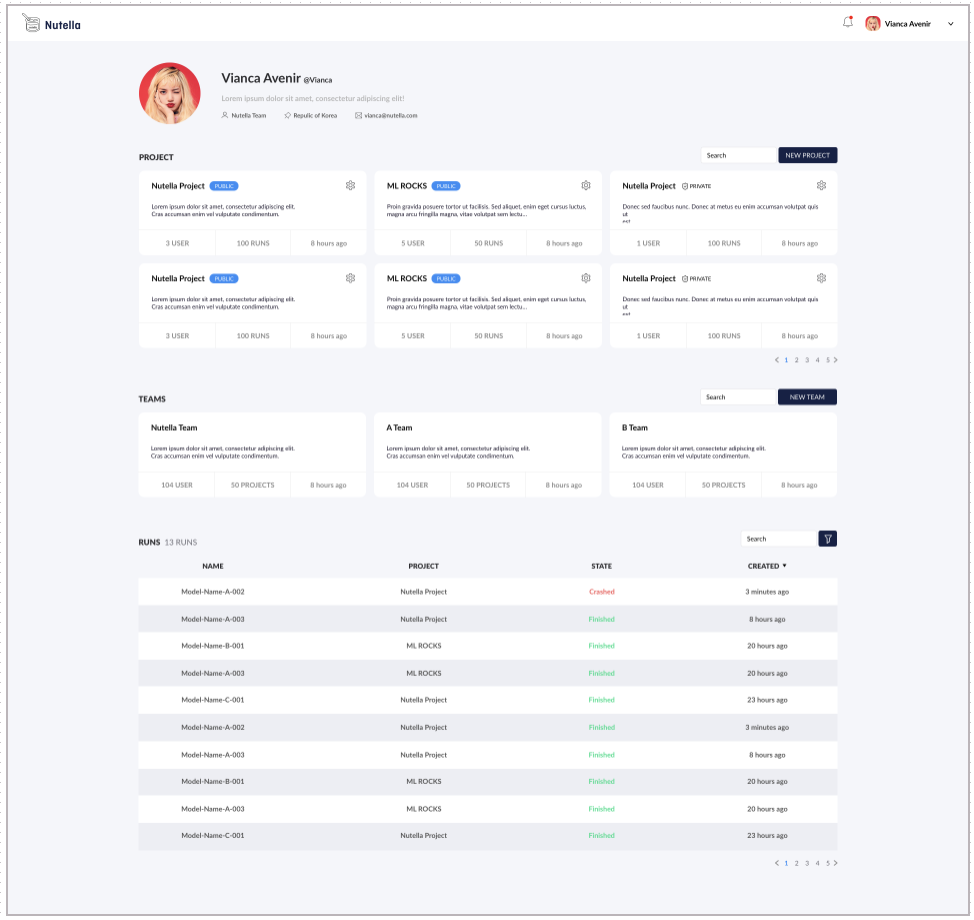 Nutella
Vianca Avenir
Vianca Avenir @Vianca
Lorem ipsum dolor sit amet, consectetur adipiscing elit!
Nutella Team Repulic of Korea vianca@nutella.com
PROJECT Search NEW PROJECT
Nutella Project PUBLIC
Lorem ipsum dolor sit amet, consectetur adipiscing elit.
Cras accumsan enim vel vulputate condimentum.
3 USER 100 RUNS 8 hours ago
ML ROCKS PUBLIC
Proin gravida posuere tortor ut facilisis. Sed aliquet, enim eget cursus luctus,
magna arcu fringilla magna, vitae volutpat sem lectu...
5 USER 50 RUNS 8 hours ago
Nutella Project PRIVATE
Donec sed faucibus nunc. Donec at metus eu enim accumsan volutpat quis
ut
est
1 USER 100 RUNS 8 hours ago
Nutella Project PUBLIC
Lorem ipsum dolor sit amet, consectetur adipiscing elit.
Cras accumsan enim vel vulputate condimentum.
3 USER 100 RUNS 8 hours ago
ML ROCKS PUBLIC
Proin gravida posuere tortor ut facilisis. Sed aliquet, enim eget cursus luctus,
magna arcu fringilla magna, vitae volutpat sem lectu...
5 USER 50 RUNS 8 hours ago
Nutella Project PRIVATE
Donec sed faucibus nunc. Donec at metus eu enim accumsan volutpat quis
ut
est
1 USER 100 RUNS 8 hours ago
< 1 2 3 4 5 >
TEAMS Search NEW TEAM
Nutella Team
Lorem ipsum dolor sit amet, consectetur adipiscing elit.
Cras accumsan enim vel vulputate condimentum.
104 USER 50 PROJECTS 8 hours ago
A Team
Lorem ipsum dolor sit amet, consectetur adipiscing elit.
Cras accumsan enim vel vulputate condimentum.
104 USER 50 PROJECTS 8 hours ago
B Team
Lorem ipsum dolor sit amet, consectetur adipiscing elit.
Cras accumsan enim vel vulputate condimentum.
104 USER 50 PROJECTS 8 hours ago
RUNS 13 RUNS Search
NAME PROJECT STATE CREATED ▼
Model-Name-A-002 Nutella Project Crashed 3 minutes ago
Model-Name-A-003 Nutella Project Finished 8 hours ago
Model-Name-B-001 ML ROCKS Finished 20 hours ago
Model-Name-A-003 ML ROCKS Finished 20 hours ago
Model-Name-C-001 Nutella Project Finished 23 hours ago
Model-Name-A-002 Nutella Project Finished 3 minutes ago
Model-Name-A-003 Nutella Project Finished 8 hours ago
Model-Name-B-001 ML ROCKS Finished 20 hours ago
Model-Name-A-003 ML ROCKS Finished 20 hours ago
Model-Name-C-001 Nutella Project Finished 23 hours ago
< 1 2 3 4 5 >